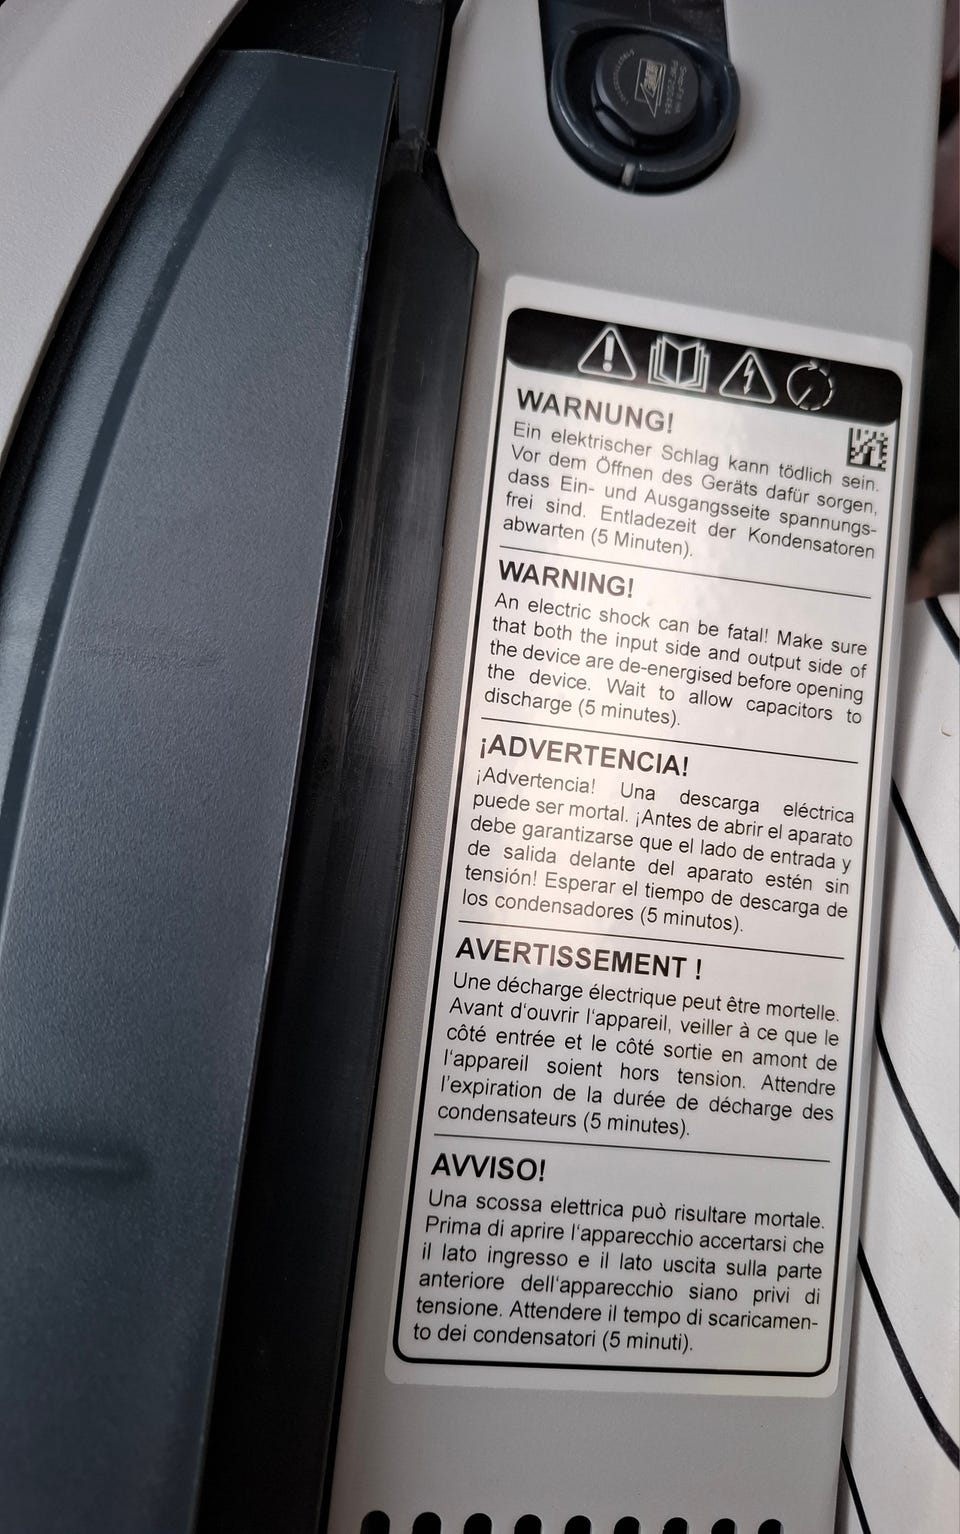 WARNUNG!
Ein elektrischer Schlag kann tödlich sein.
Vor dem Öffnen des Geräts dafür sorgen,
dass Ein- und Ausgangsseite spannungs-
frei sind. Entladezeit der Kondensatoren
abwarten (5 Minuten).
WARNING!
An electric shock can be fatal! Make sure
that both the input side and output side of
the device are de-energised before opening
the device. Wait to allow capacitors to
discharge (5 minutes).
¡ADVERTENCIA!
¡Advertencia! Una descarga eléctrica
puede ser mortal. ¡Antes de abrir el aparato
debe garantizarse que el lado de entrada y
de salida delante del aparato estén sin
tensión! Esperar el tiempo de descarga de
los condensadores (5 minutos).
AVERTISSEMENT !
Une décharge électrique peut être mortelle.
Avant d‘ouvrir l‘appareil, veiller à ce que le
côté entrée et le côté sortie en amont de
l‘appareil soient hors tension. Attendre
l‘expiration de la durée de décharge des
condensateurs (5 minutes).
AVVISO!
Una scossa elettrica può risultare mortale.
Prima di aprire l‘apparecchio accertarsi che
il lato ingresso e il lato uscita sulla parte
anteriore dell‘apparecchio siano privi di
tensione. Attendere il tempo di scaricamen-
to dei condensatori (5 minuti).